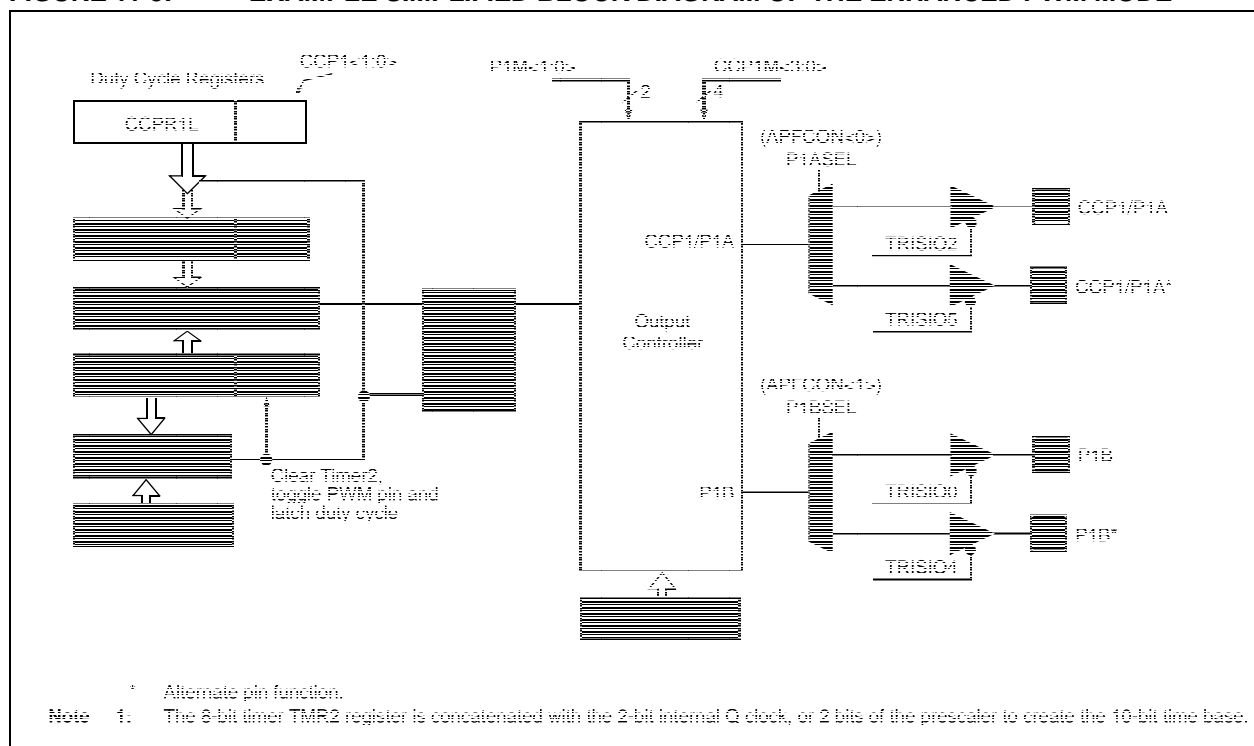 CCP1<1:0>
Duty Cycle Registers
CCPR1L
Clear Timer2,
toggle PWM pin and
latch duty cycle
P1M<1:0>
CCP1M<3:0>
2
4
CCP1/P1A
Output
Controller
P1B
(APFCON<0>)
P1ASEL
TRISIO2
CCP1/P1A
TRISIO5
CCP1/P1A*
(APFCON<1>)
P1BSEL
TRISIO0
P1B
TRISIO4
P1B*
* Alternate pin function.
Note 1: The 8-bit timer TMR2 register is concatenated with the 2-bit internal Q clock, or 2 bits of the prescaler to create the 10-bit time base.